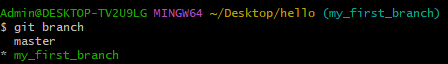 Admin@DESKTOP-TV2U9LG MINGW64 ~/Desktop/hello (my_first_branch)
$ git branch
  master
* my_first_branch